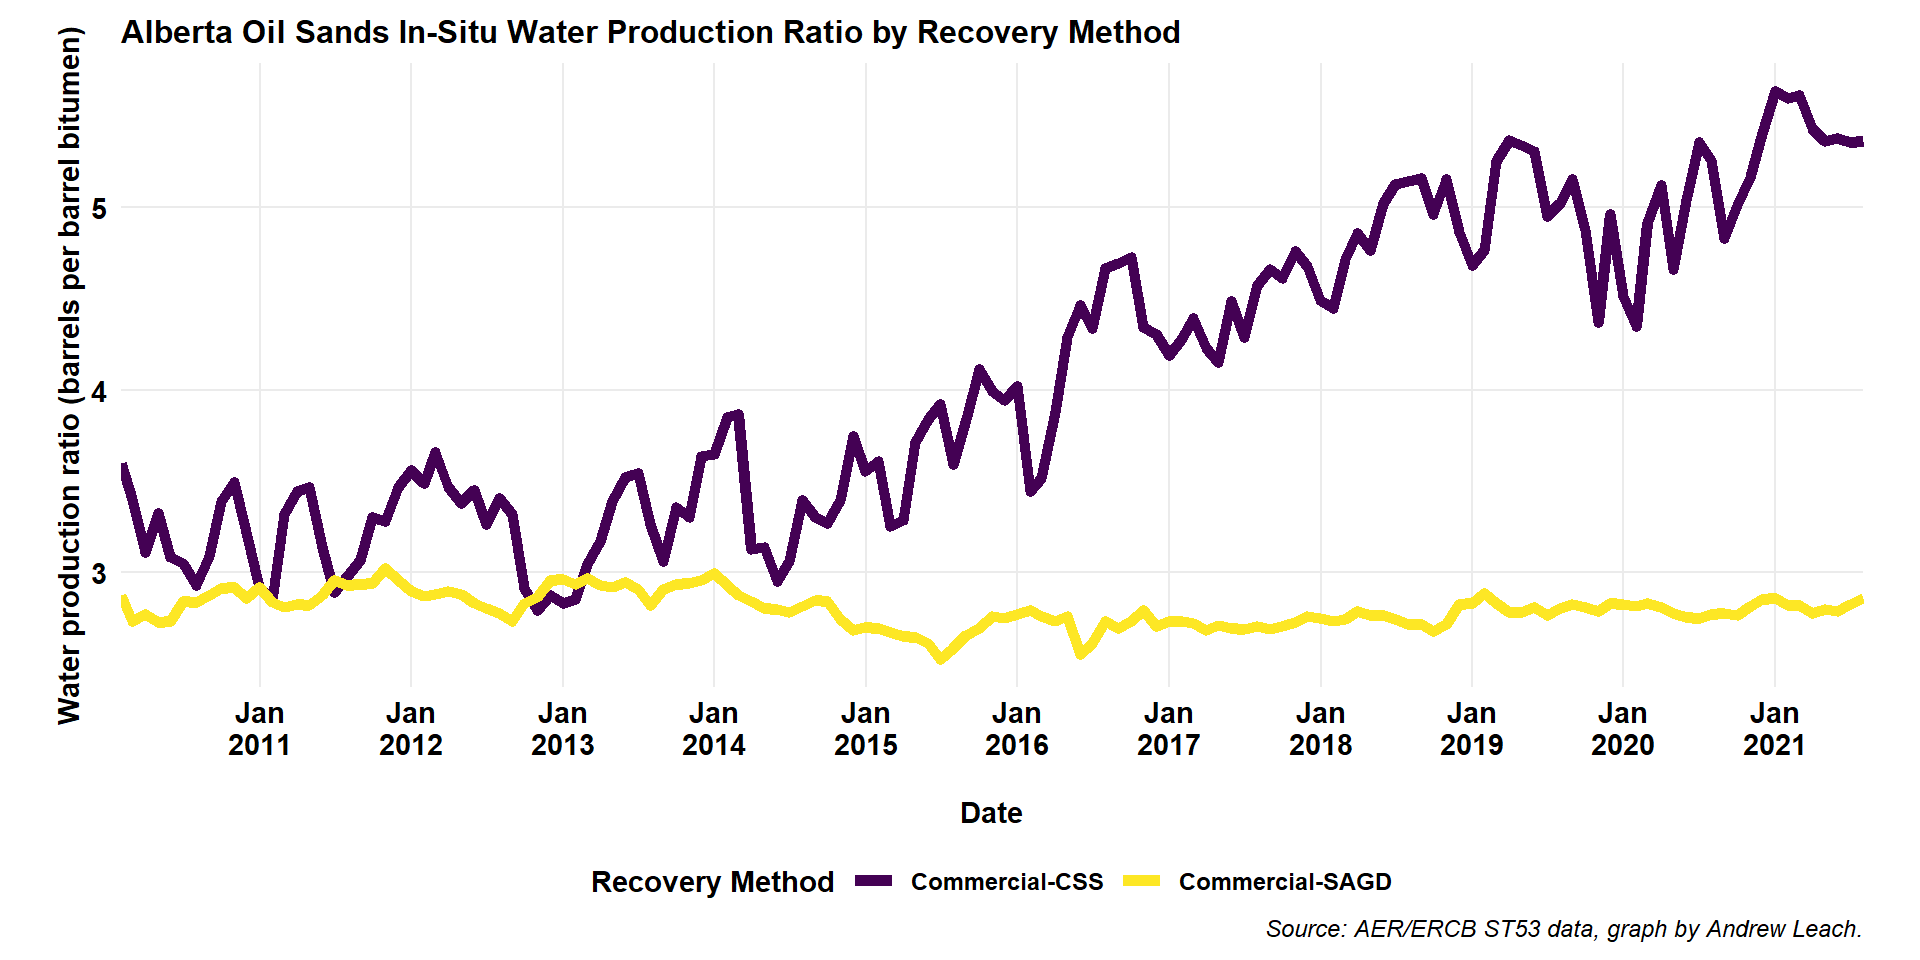 Alberta Oil Sands In-Situ Water Production Ratio by Recovery Method
Water production ratio (barrels per barrel bitumen)
5
4
3
Jan
2011
Jan
2012
Jan
2013
Jan
2014
Jan
2015
Jan
2016
Jan
2017
Jan
2018
Jan
2019
Jan
2020
Jan
2021
Date
Recovery Method Commercial-CSS Commercial-SAGD
Source: AER/ERCB ST53 data, graph by Andrew Leach.